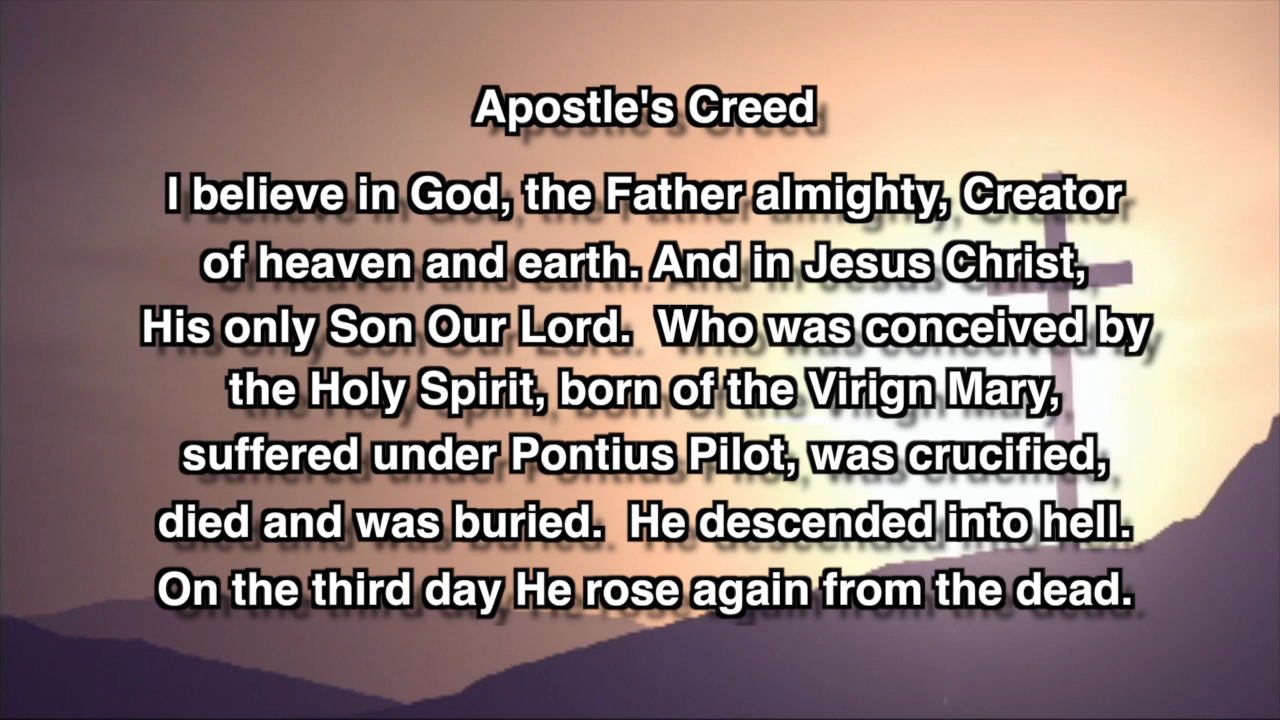 Apostle's Creed
I believe in God, the Father almighty, Creator
of heaven and earth. And in Jesus Christ,
His only Son Our Lord.  Who was conceived by
the Holy Spirit, born of the Virign Mary,
suffered under Pontius Pilot, was crucified,
died and was buried.  He descended into hell.
On the third day He rose again from the dead.